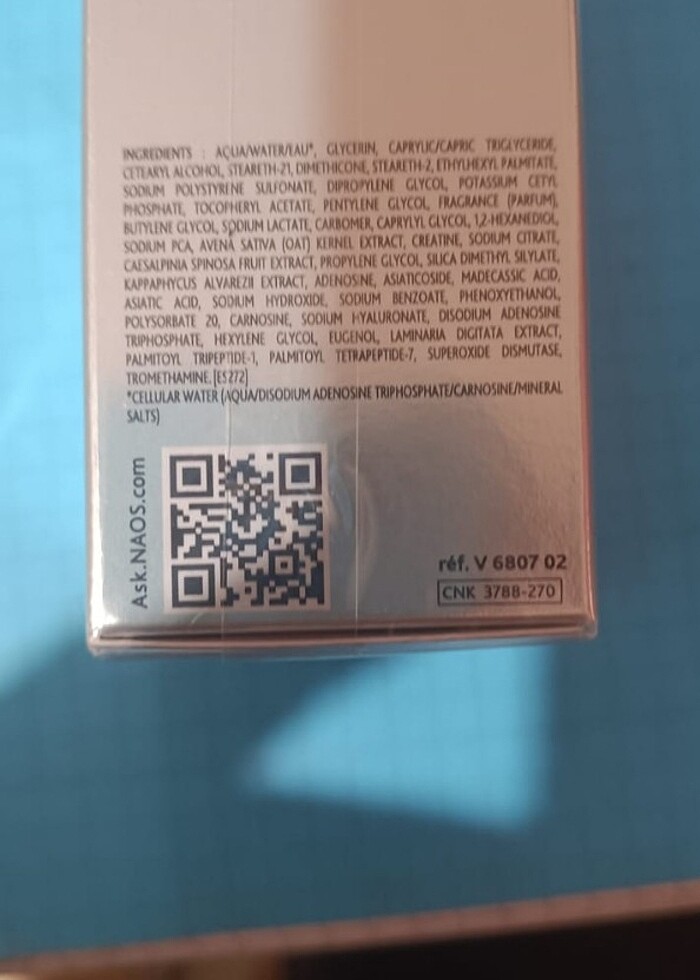 INGREDIENTS : AQUA/WATER/EAU*, GLYCERIN, CAPRYLIC/CAPRIC TRIGLYCERIDE,
CETEARYL ALCOHOL, STEARETH-21, DIMETHICONE, STEARETH-2, ETHYLHEXYL PALMITATE,
SODIUM POLYSTYRENE SULFONATE, DIPROPYLENE GLYCOL, POTASSIUM CETYL
PHOSPHATE, TOCOPHERYL ACETATE, PENTYLENE GLYCOL, FRAGRANCE (PARFUM),
BUTYLENE GLYCOL, SODIUM LACTATE, CARBOMER, CAPRYLYL GLYCOL, 1,2-HEXANEDIOL,
SODIUM PCA, AVENA SATIVA (OAT) KERNEL EXTRACT, CREATINE, SODIUM CITRATE,
CAESALPINIA SPINOSA FRUIT EXTRACT, PROPYLENE GLYCOL, SILICA DIMETHYL SILYLATE,
KAPPAPHYCUS ALVAREZII EXTRACT, ADENOSINE, ASIATICOSIDE, MADECASSIC ACID,
ASIATIC ACID, SODIUM HYDROXIDE, SODIUM BENZOATE, PHENOXYETHANOL,
POLYSORBATE 20, CARNOSINE, SODIUM HYALURONATE, DISODIUM ADENOSINE
TRIPHOSPHATE, HEXYLENE GLYCOL, EUGENOL, LAMINARIA DIGITATA EXTRACT,
PALMITOYL TRIPEPTIDE-1, PALMITOYL TETRAPEPTIDE-7, SUPEROXIDE DISMUTASE,
TROMETHAMINE, [E5272]
*CELLULAR WATER (AQUA/DISODIUM ADENOSINE TRIPHOSPHATE/CARNOSINE/MINERAL
SALTS)
Ask.NAOS.com
réf. V 6807 02
CNK 3788-270